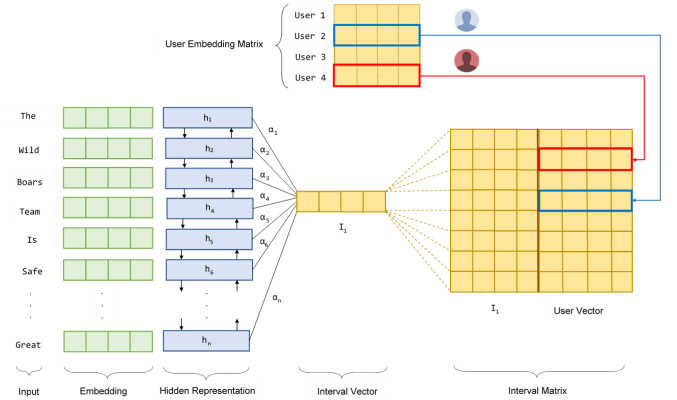 User 1
User 2
User Embedding Matrix
User 3
User 4
The
h1
α1
Wild
h2
α2
Boars
h3
α3
Team
h4
α4
I1
Is
h5
α5
Safe
h6
α6
. . .
αn
I1 User Vector
Great
hn
Input Embedding Hidden Representation Interval Vector Interval Matrix